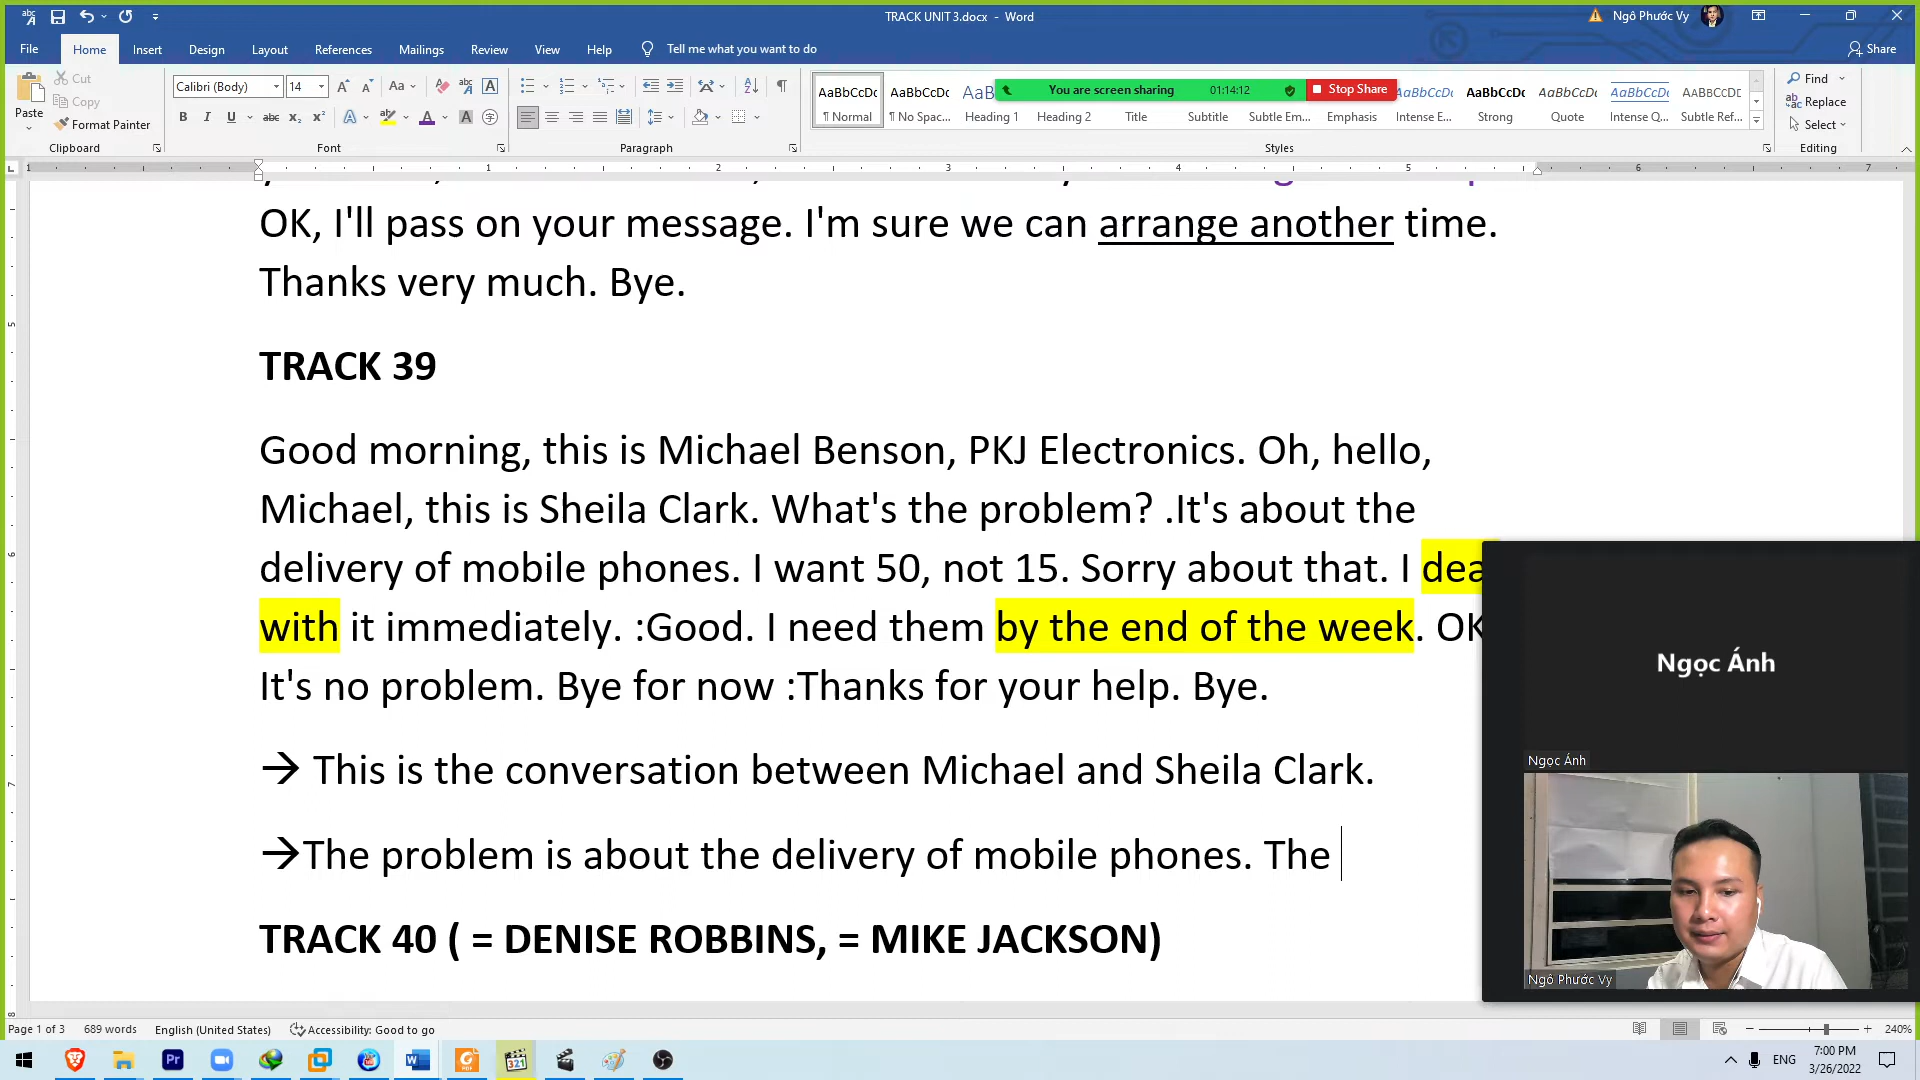 TRACK UNIT 3.docx - Word
Ngô Phước Vy
File Home Insert Design Layout References Mailings Review View Help Tell me what you want to do Share
Paste
Cut
Copy
Format Painter
Clipboard
Calibri (Body) 14
Font
Paragraph
You are screen sharing 01:14:12 Stop Share
AaBbCcDc AaBbCcDc AaB AaBbCcDc AaBbCcDc AaBbCcDc AaBbCcDc AaBbCcDc
¶ Normal ¶ No Spac... Heading 1 Heading 2 Title Subtitle Subtle Em... Emphasis Intense E... Strong Quote Intense Q... Subtle Ref...
Styles
Find
Replace
Select
Editing
OK, I'll pass on your message. I'm sure we can arrange another time.
Thanks very much. Bye.
TRACK 39
Good morning, this is Michael Benson, PKJ Electronics. Oh, hello,
Michael, this is Sheila Clark. What's the problem? .It's about the
delivery of mobile phones. I want 50, not 15. Sorry about that. I dea
with it immediately. :Good. I need them by the end of the week. OK
It's no problem. Bye for now :Thanks for your help. Bye.
→ This is the conversation between Michael and Sheila Clark.
→The problem is about the delivery of mobile phones. The
TRACK 40 ( = DENISE ROBBINS, = MIKE JACKSON)
Ngọc Ánh
Ngọc Ánh
Ngô Phước Vy
Page 1 of 3 689 words English (United States) Accessibility: Good to go 240%
ENG
7:00 PM
3/26/2022